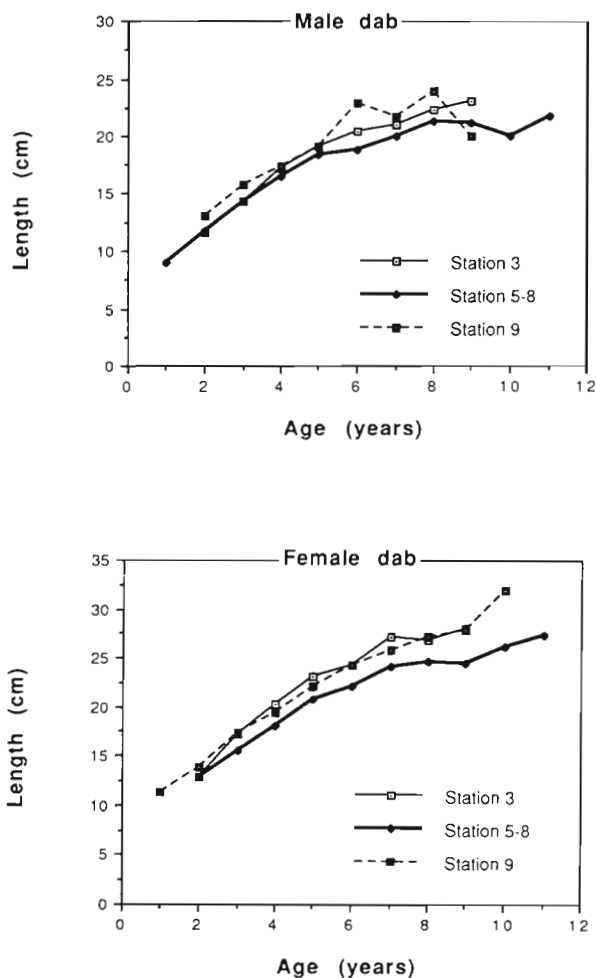 Male dab
30
25
20
15
10
5
0
Length (cm)
Station 3
Station 5-8
Station 9
0 2 4 6 8 10 12
Age (years)
Female dab
35
30
25
20
15
10
5
0
Length (cm)
Station 3
Station 5-8
Station 9
0 2 4 6 8 10 12
Age (years)